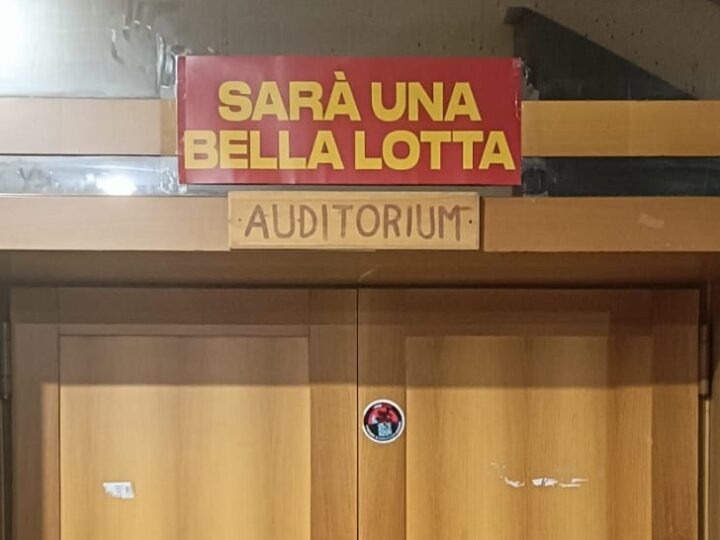 SARÀ UNA
BELLA LOTTA
AUDITORIUM